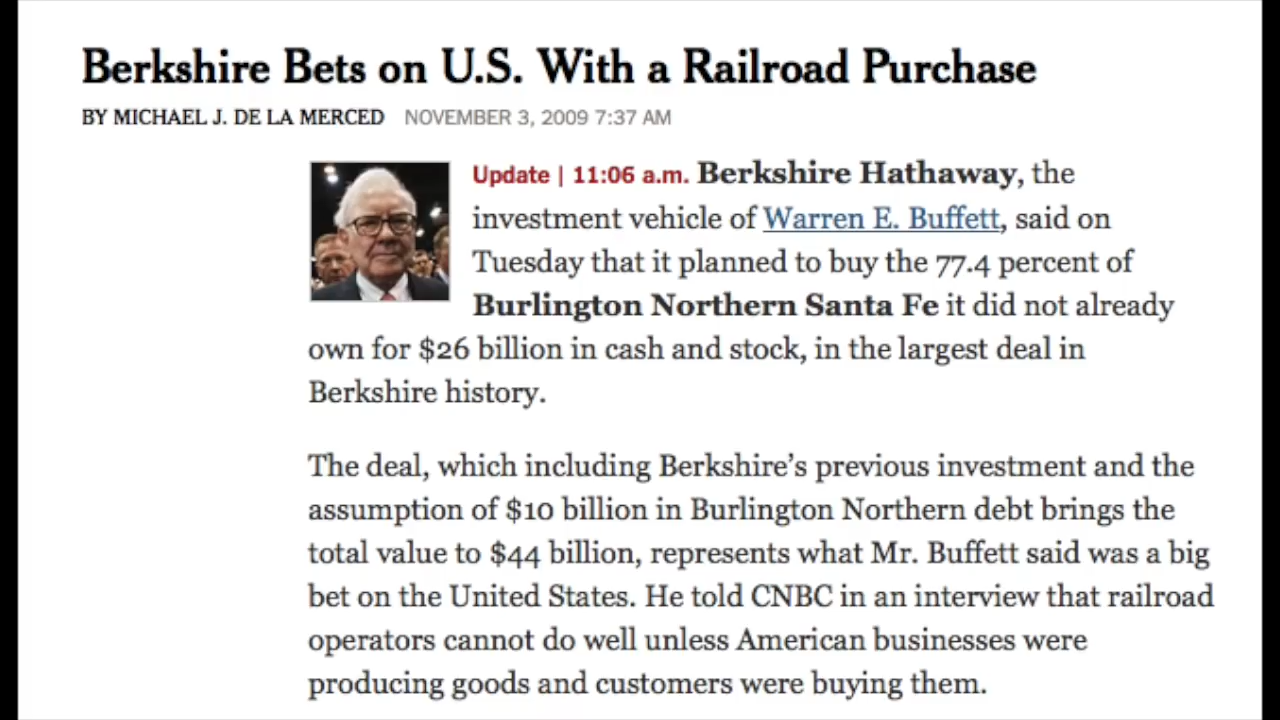 Berkshire Bets on U.S. With a Railroad Purchase
BY MICHAEL J. DE LA MERCED NOVEMBER 3, 2009 7:37 AM
Update | 11:06 a.m. Berkshire Hathaway, the
investment vehicle of Warren E. Buffett, said on
Tuesday that it planned to buy the 77.4 percent of
Burlington Northern Santa Fe it did not already
own for $26 billion in cash and stock, in the largest deal in
Berkshire history.
The deal, which including Berkshire’s previous investment and the
assumption of $10 billion in Burlington Northern debt brings the
total value to $44 billion, represents what Mr. Buffett said was a big
bet on the United States. He told CNBC in an interview that railroad
operators cannot do well unless American businesses were
producing goods and customers were buying them.